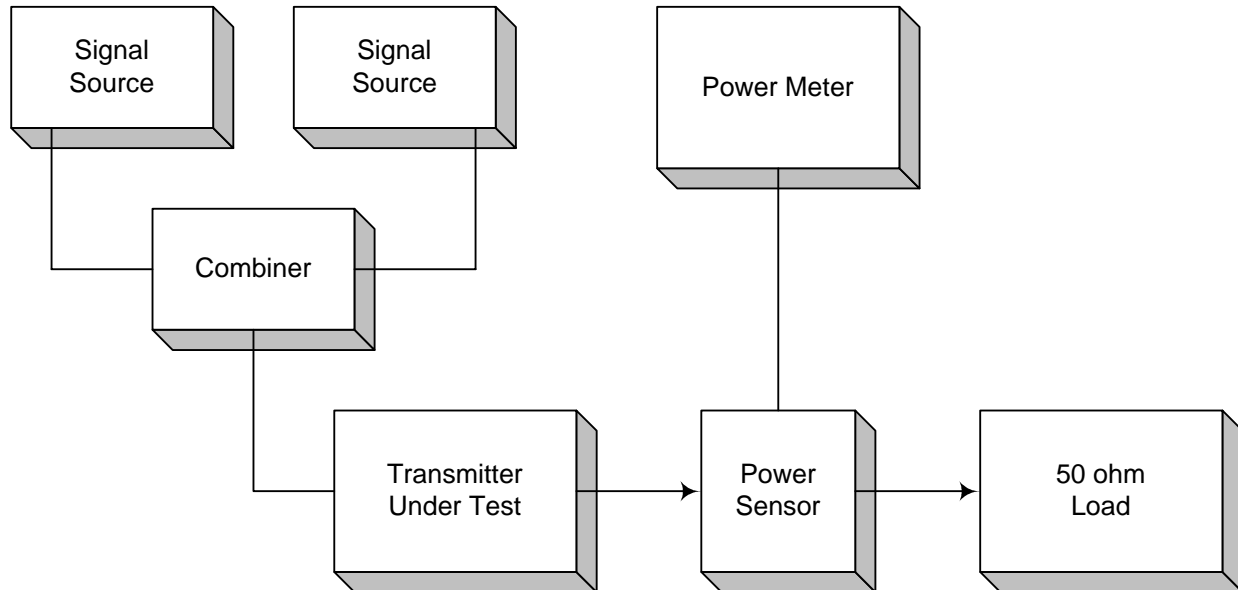 Signal
Source
Signal
Source
Power Meter
Combiner
Transmitter
Under Test
Power
Sensor
50 ohm
Load